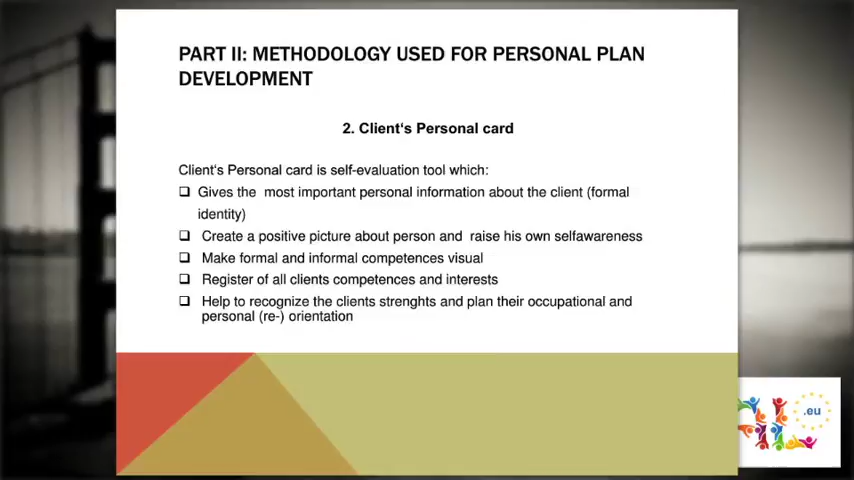 PART II: METHODOLOGY USED FOR PERSONAL PLAN
DEVELOPMENT
2. Client‘s Personal card
Client‘s Personal card is self-evaluation tool which:
Gives the most important personal information about the client (formal
identity)
Create a positive picture about person and raise his own selfawareness
Make formal and informal competences visual
Register of all clients competences and interests
Help to recognize the clients strenghts and plan their occupational and
personal (re-) orientation
.eu